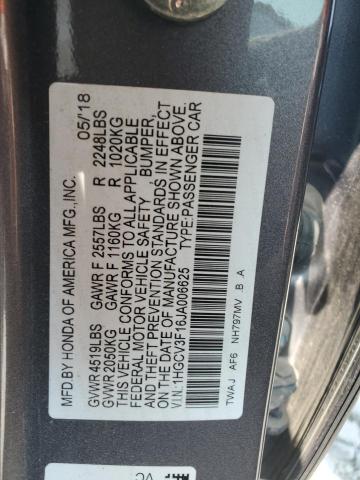 MFD.BY HONDA OF AMERICA MFG.,INC. 05/'18
GVWR 4519LBS GAWR F 2557LBS R 2248LBS
GVWR 2050KG GAWR F 1160KG R 1020KG
THIS VEHICLE CONFORMS TO ALL APPLICABLE
FEDERAL MOTOR VEHICLE SAFETY, BUMPER,
AND THEFT PREVENTION STANDARDS IN EFFECT
ON THE DATE OF MANUFACTURE SHOWN ABOVE.
V.I.N.:1HGCV3F16JA006625 TYPE:PASSENGER CAR
TWAJ AF6 NH797MV B A
VC